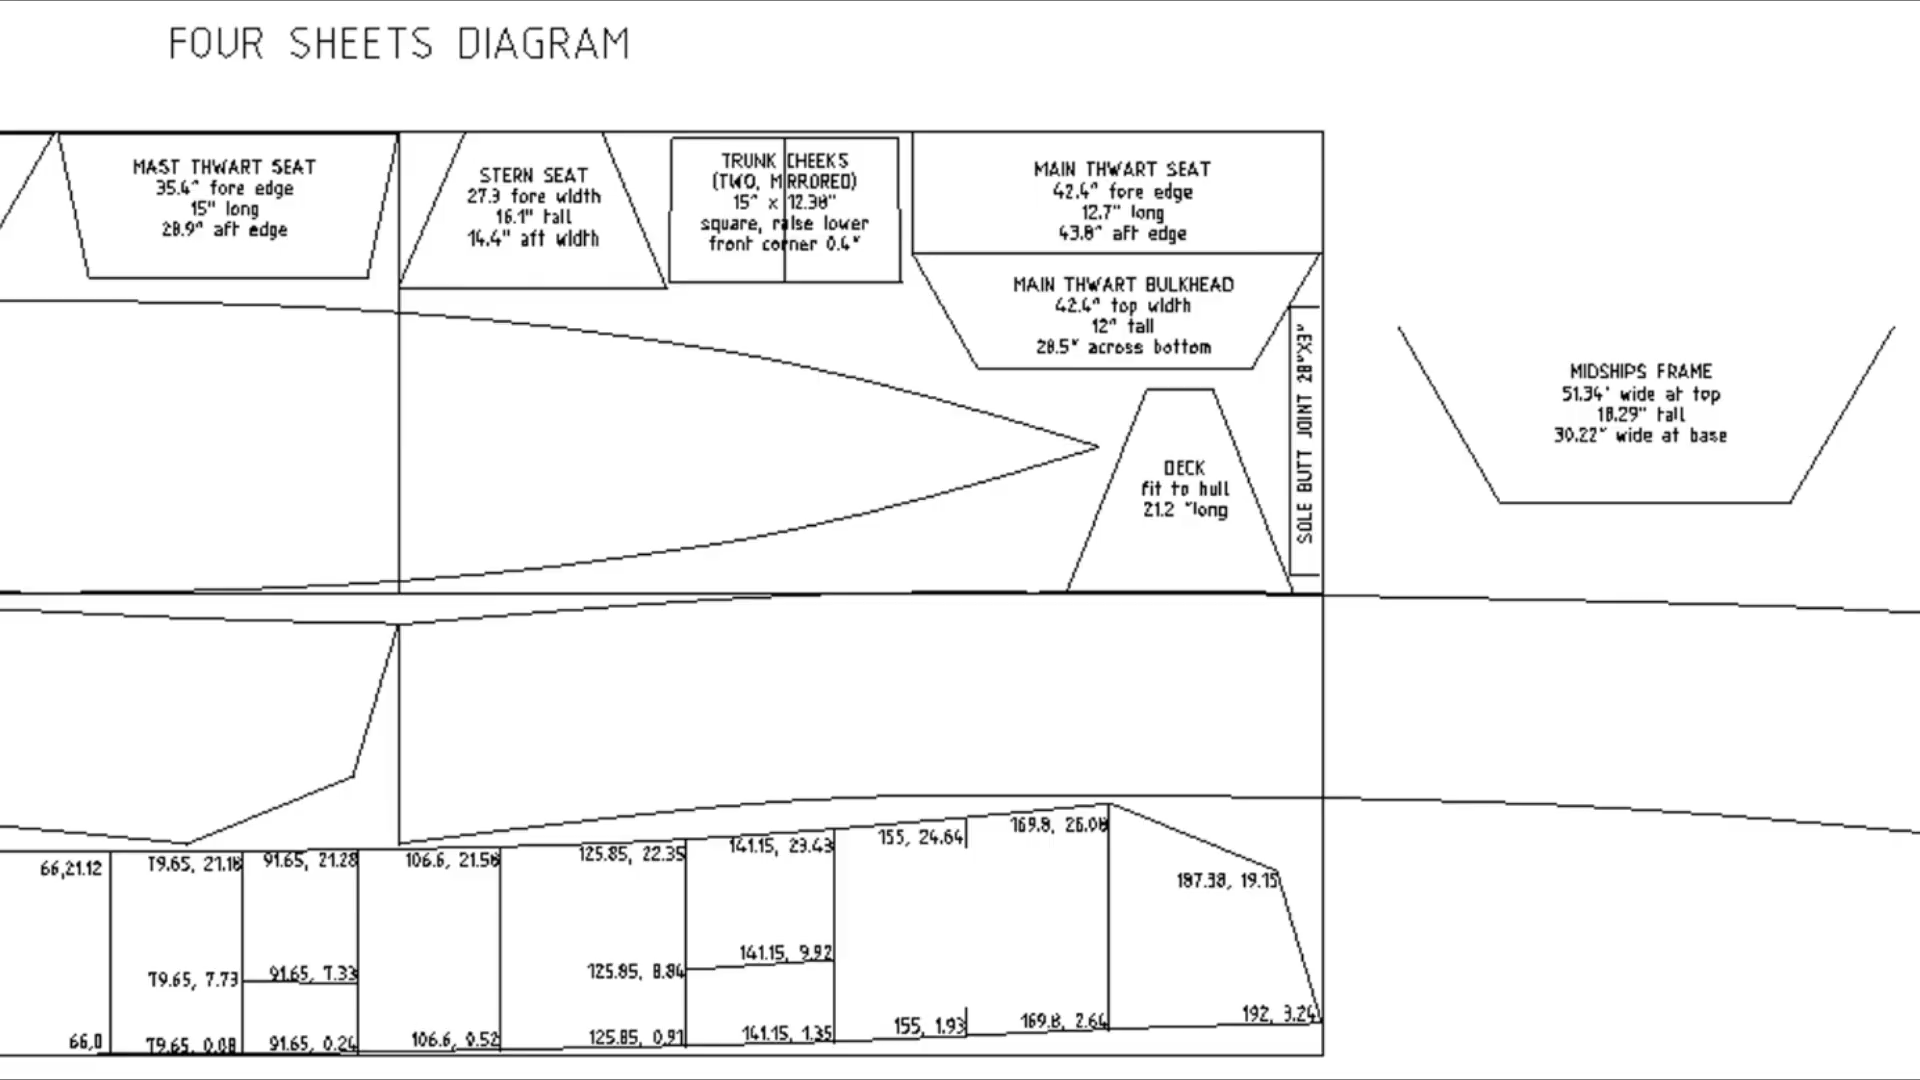 FOUR SHEETS DIAGRAM
MAST THWART SEAT
35.4" fore edge
15" long
28.9" aft edge
STERN SEAT
27.3 fore width
16.1" tall
14.4" aft width
TRUNK CHEEKS
(TWO, MIRRORED)
15" x 12.38"
square, raise lower
front corner 0.4"
MAIN THWART SEAT
42.4" fore edge
12.7" long
43.8" aft edge
MAIN THWART BULKHEAD
42.4" top width
12" tall
28.5" across bottom
SOLE BUTT JOINT 28"X3"
DECK
fit to hull
21.2 "long
MIDSHIPS FRAME
51.34' wide at top
18.29" tall
30.22" wide at base
66,21.12
79.65, 21.18
91.65, 21.28
106.6, 21.56
125.85, 22.35
141.15, 23.43
155, 24.64
169.8, 26.08
187.38, 19.15
79.65, 7.73
91.65, 7.33
125.85, 8.84
141.15, 9.92
66,0
79.65, 0.08
91.65, 0.24
106.6, 0.52
125.85, 0.91
141.15, 1.35
155, 1.93
169.8, 2.64
192, 3.24